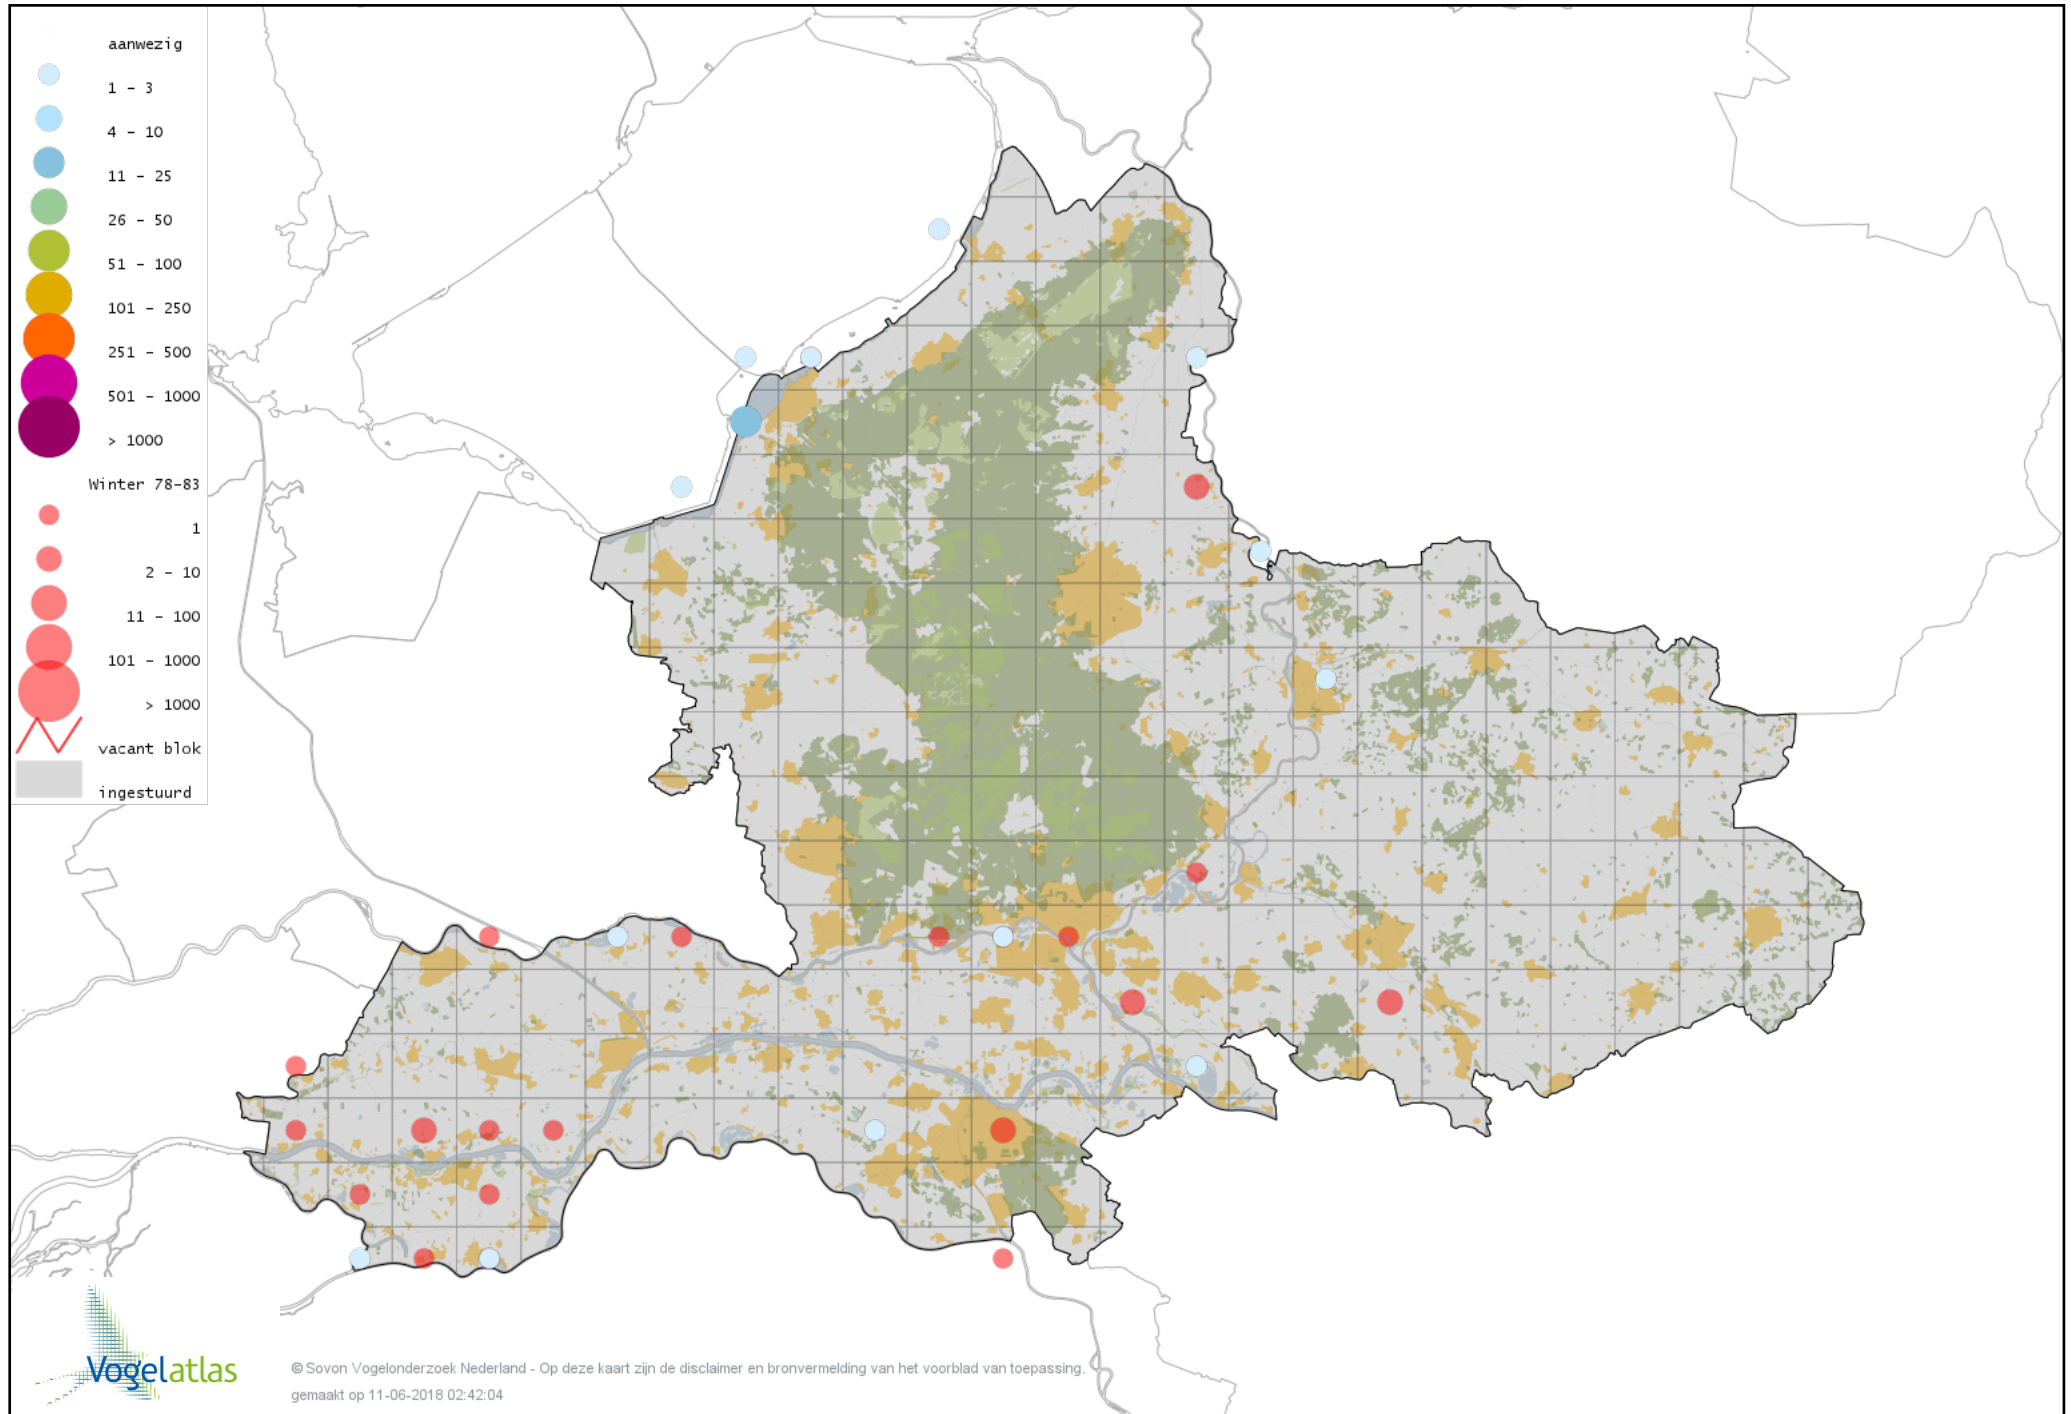 aanwezig
1 - 3
4 - 10
11 - 25
26 - 50
51 - 100
101 - 250
251 - 500
501 - 1000
> 1000
Winter 78-83
1
2 - 10
11 - 100
101 - 1000
> 1000
vacant blok
ingestuurd
Vogelatlas
© Sovon Vogelonderzoek Nederland - Op deze kaart zijn de disclaimer en bronvermelding van het voorblad van toepassing.
gemaakt op 11-06-2018 02:42:04